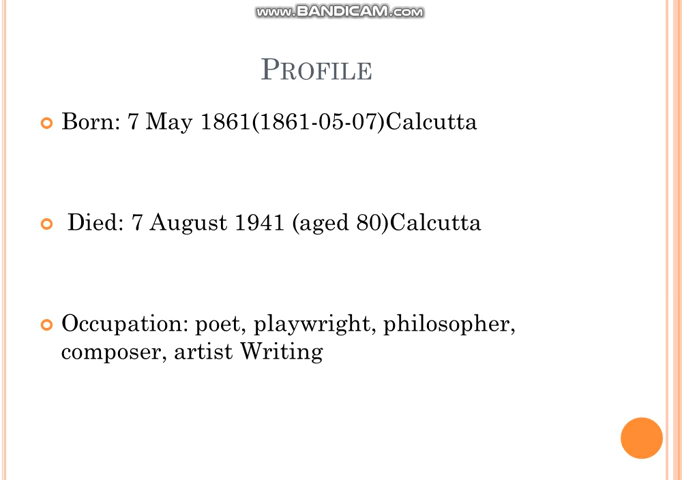 www.BANDICAM.com
Profile
Born: 7 May 1861(1861-05-07)Calcutta
Died: 7 August 1941 (aged 80)Calcutta
Occupation: poet, playwright, philosopher,
composer, artist Writing